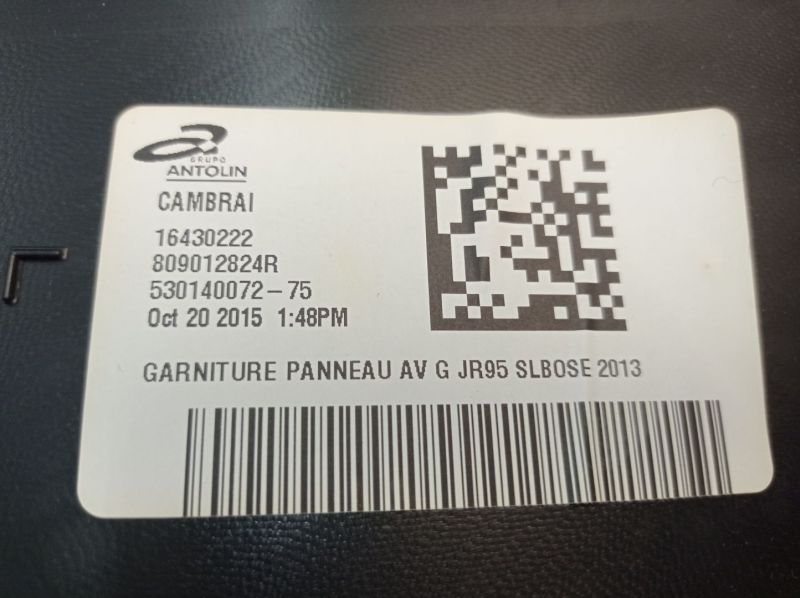 GRUPO
ANTOLIN
CAMBRAI
16430222
809012824R
530140072-75
Oct 20 2015 1:48PM
GARNITURE PANNEAU AV G JR95 SLBOSE 2013